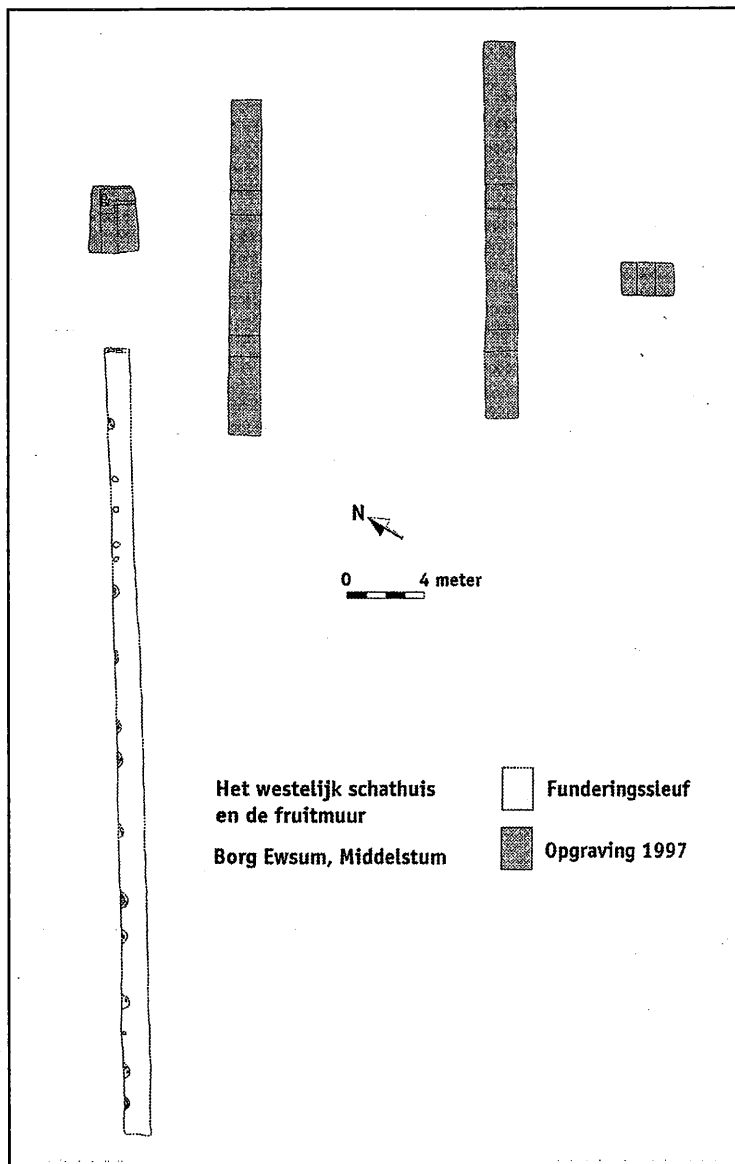 N
0 4 meter
Het westelijk schathuis
en de fruitmuur
Borg Ewsum, Middelstum
Funderingssleuf
Opgraving 1997